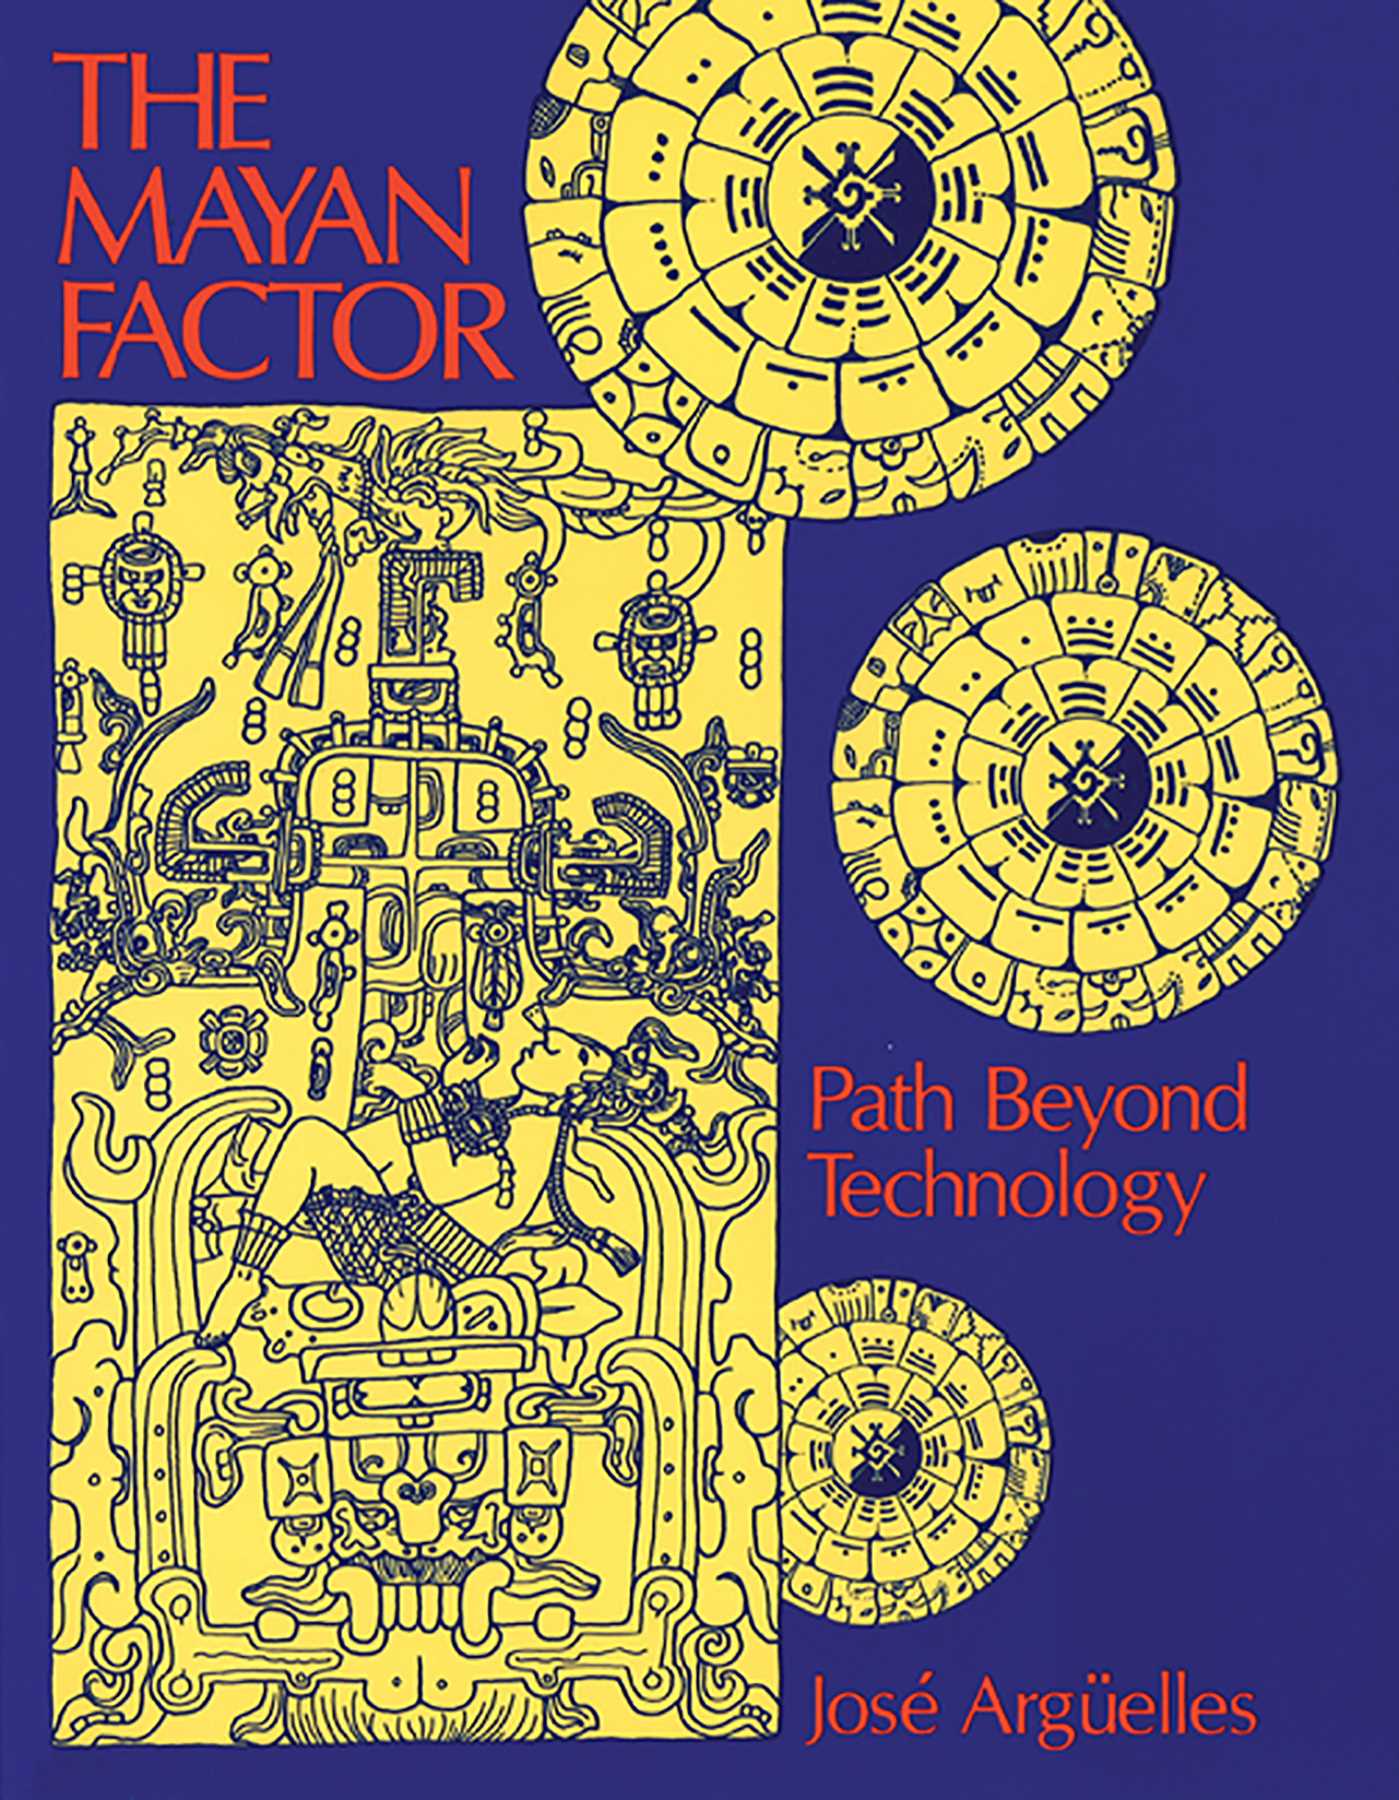 THE
MAYAN
FACTOR
Path Beyond
Technology
José Argüelles